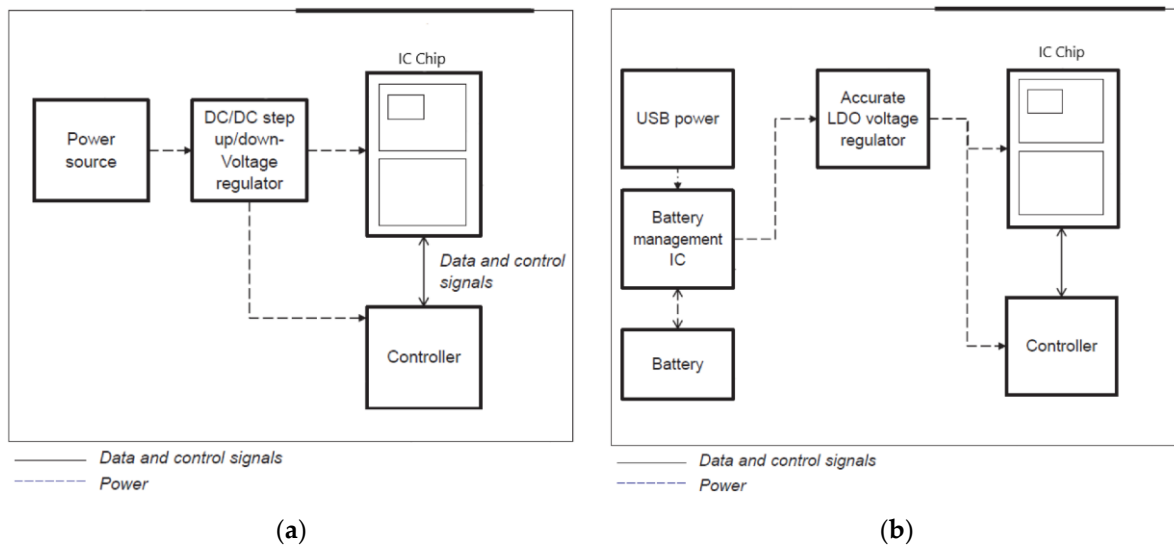 IC Chip
Power
source
DC/DC step
up/down-
Voltage
regulator
Data and control
signals
Controller
Data and control signals
Power
(a)
IC Chip
USB power
Accurate
LDO voltage
regulator
Battery
management
IC
Battery
Controller
Data and control signals
Power
(b)